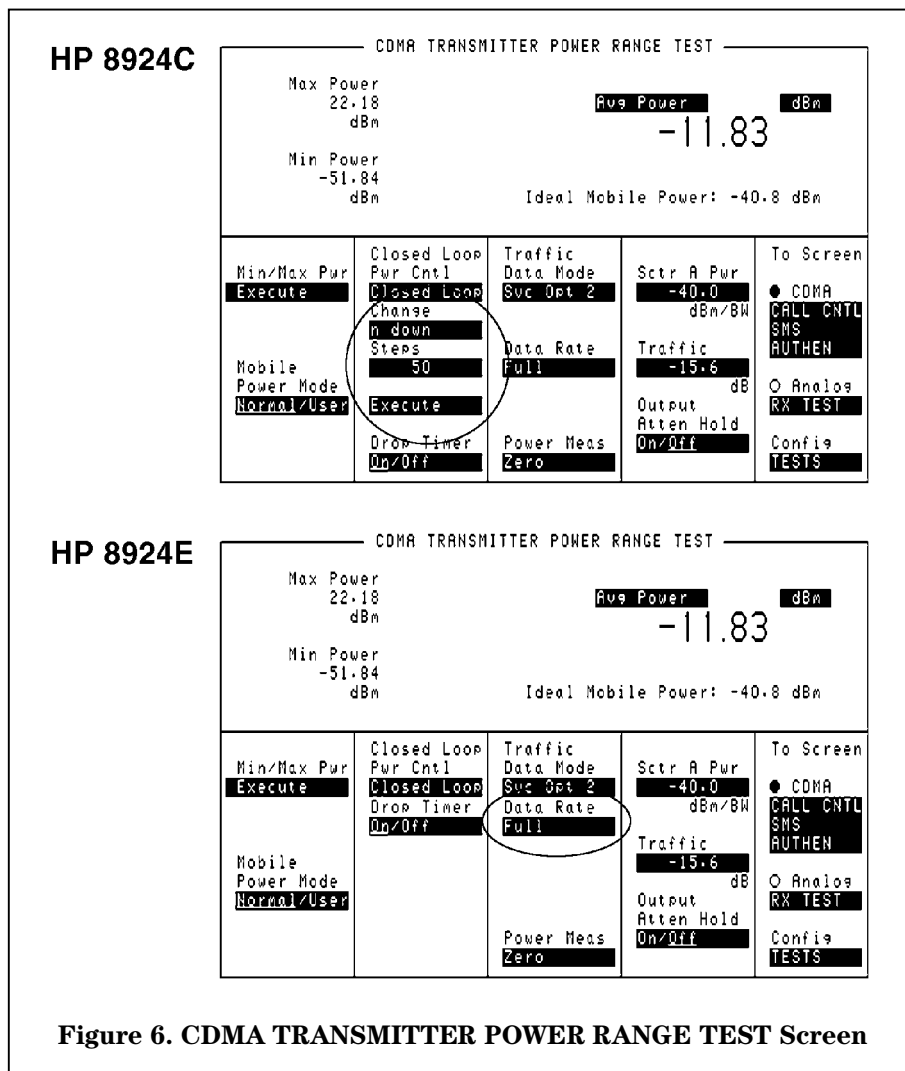 HP 8924C
CDMA TRANSMITTER POWER RANGE TEST
Max Power
22.18
dBm
Avg Power dBm
-11.83
Min Power
-51.84
dBm
Ideal Mobile Power: -40.8 dBm
Min/Max Pwr
Execute
Mobile
Power Mode
Normal/User
Closed Loop
Pwr Cntl
Closed Loop
Change
n down
Steps
50
Execute
Drop Timer
On/Off
Traffic
Data Mode
Svc Opt 2
Data Rate
Full
Power Meas
Zero
Sctr A Pwr
-40.0
dBm/BW
Traffic
-15.6
dB
Output
Atten Hold
On/Off
To Screen
CDMA
CALL CNTL
SMS
AUTHEN
Analog
RX TEST
Config
TESTS
HP 8924E
CDMA TRANSMITTER POWER RANGE TEST
Max Power
22.18
dBm
Avg Power dBm
-11.83
Min Power
-51.84
dBm
Ideal Mobile Power: -40.8 dBm
Min/Max Pwr
Execute
Mobile
Power Mode
Normal/User
Closed Loop
Pwr Cntl
Closed Loop
Drop Timer
On/Off
Traffic
Data Mode
Svc Opt 2
Data Rate
Full
Power Meas
Zero
Sctr A Pwr
-40.0
dBm/BW
Traffic
-15.6
dB
Output
Atten Hold
On/Off
To Screen
CDMA
CALL CNTL
SMS
AUTHEN
Analog
RX TEST
Config
TESTS
Figure 6. CDMA TRANSMITTER POWER RANGE TEST Screen